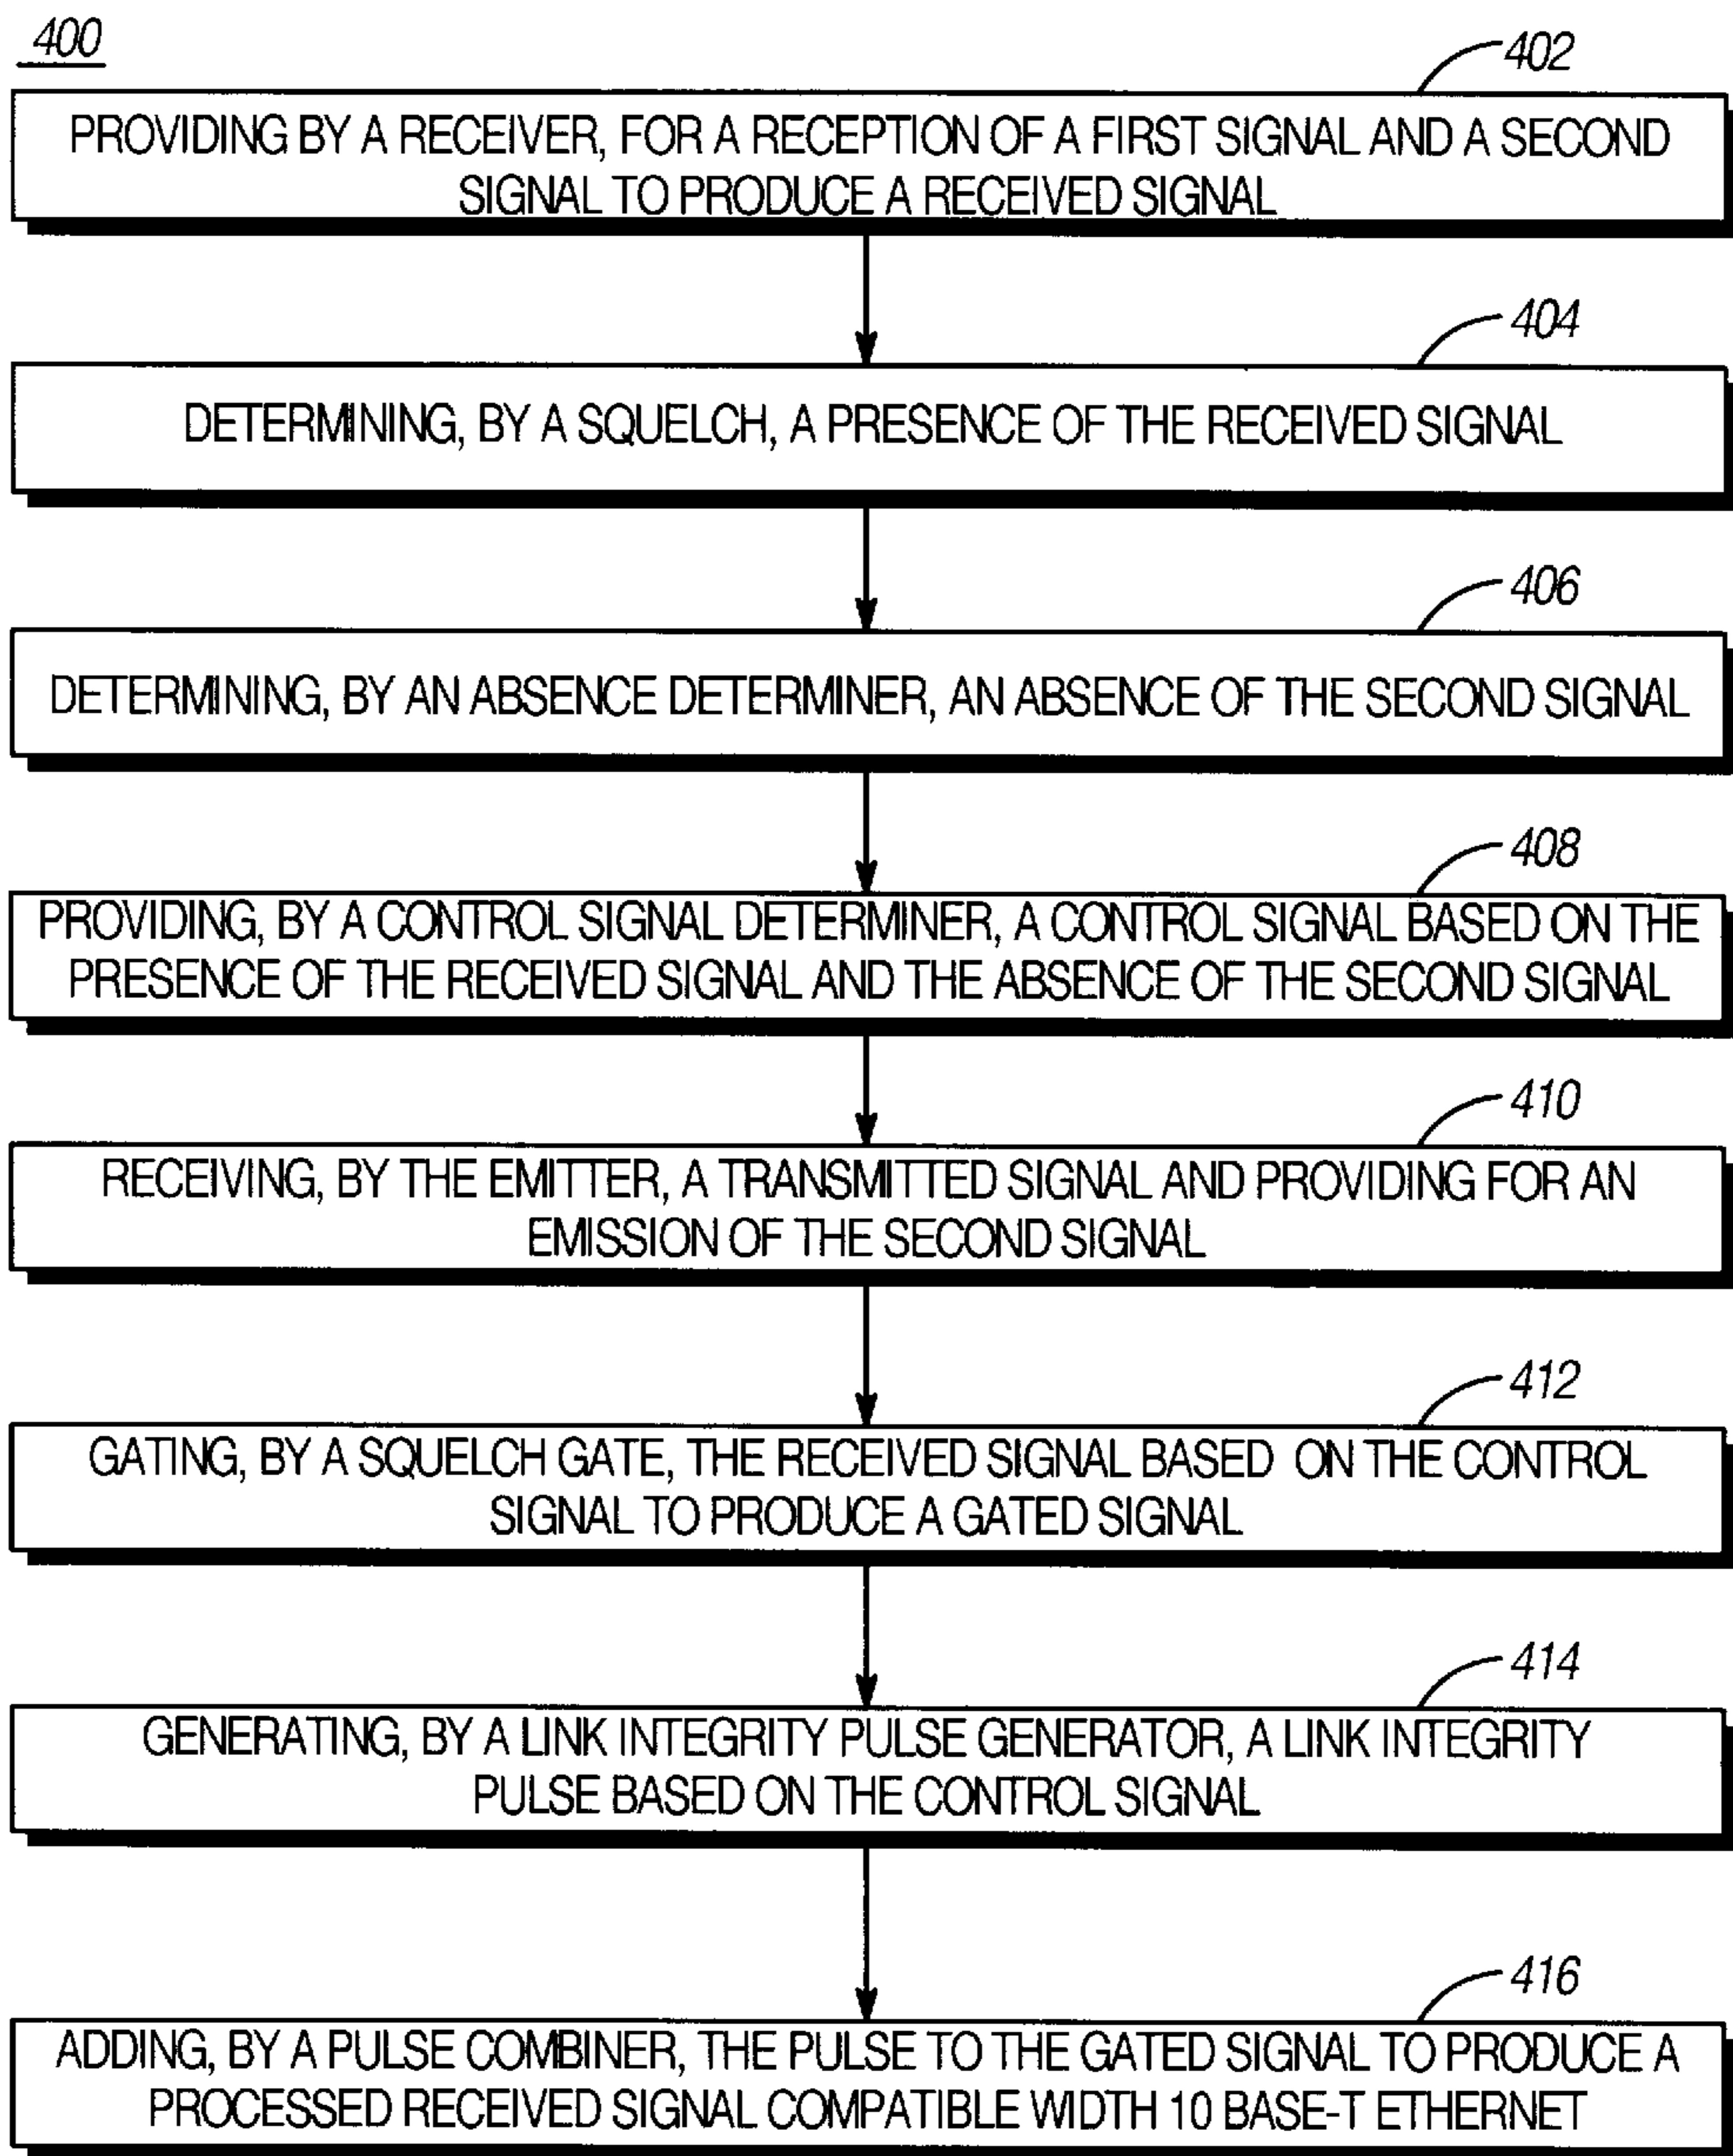 400
402
PROVIDING BY A RECEIVER, FOR A RECEPTION OF A FIRST SIGNAL AND A SECOND
SIGNAL TO PRODUCE A RECEIVED SIGNAL
404
DETERMINING, BY A SQUELCH, A PRESENCE OF THE RECEIVED SIGNAL
406
DETERMINING, BY AN ABSENCE DETERMINER, AN ABSENCE OF THE SECOND SIGNAL
408
PROVIDING, BY A CONTROL SIGNAL DETERMINER, A CONTROL SIGNAL BASED ON THE
PRESENCE OF THE RECEIVED SIGNAL AND THE ABSENCE OF THE SECOND SIGNAL
410
RECEIVING, BY THE EMITTER, A TRANSMITTED SIGNAL AND PROVIDING FOR AN
EMISSION OF THE SECOND SIGNAL
412
GATING, BY A SQUELCH GATE, THE RECEIVED SIGNAL BASED ON THE CONTROL
SIGNAL TO PRODUCE A GATED SIGNAL
414
GENERATING, BY A LINK INTEGRITY PULSE GENERATOR, A LINK INTEGRITY
PULSE BASED ON THE CONTROL SIGNAL
416
ADDING, BY A PULSE COMBINER, THE PULSE TO THE GATED SIGNAL TO PRODUCE A
PROCESSED RECEIVED SIGNAL COMPATIBLE WIDTH 10 BASE-T ETHERNET